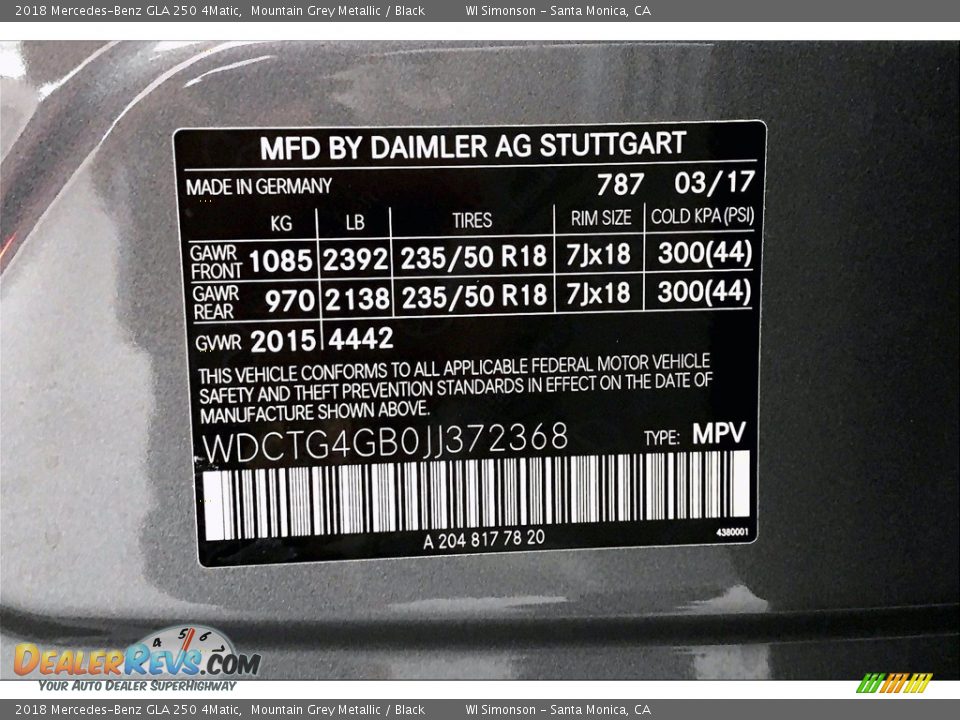 2018 Mercedes-Benz GLA 250 4Matic, Mountain Grey Metallic / Black WI Simonson - Santa Monica, CA
MFD BY DAIMLER AG STUTTGART
MADE IN GERMANY 787 03/17
KG LB TIRES RIM SIZE COLD KPA (PSI)
GAWR FRONT 1085 2392 235/50 R18 7Jx18 300(44)
GAWR REAR 970 2138 235/50 R18 7Jx18 300(44)
GVWR 2015 4442
THIS VEHICLE CONFORMS TO ALL APPLICABLE FEDERAL MOTOR VEHICLE
SAFETY AND THEFT PREVENTION STANDARDS IN EFFECT ON THE DATE OF
MANUFACTURE SHOWN ABOVE.
WDCTG4GB0JJ372368 TYPE: MPV
A 204 817 78 20 4380001
4 5 6
DealerRevs.com
Your Auto Dealer SuperHighway
2018 Mercedes-Benz GLA 250 4Matic, Mountain Grey Metallic / Black WI Simonson - Santa Monica, CA